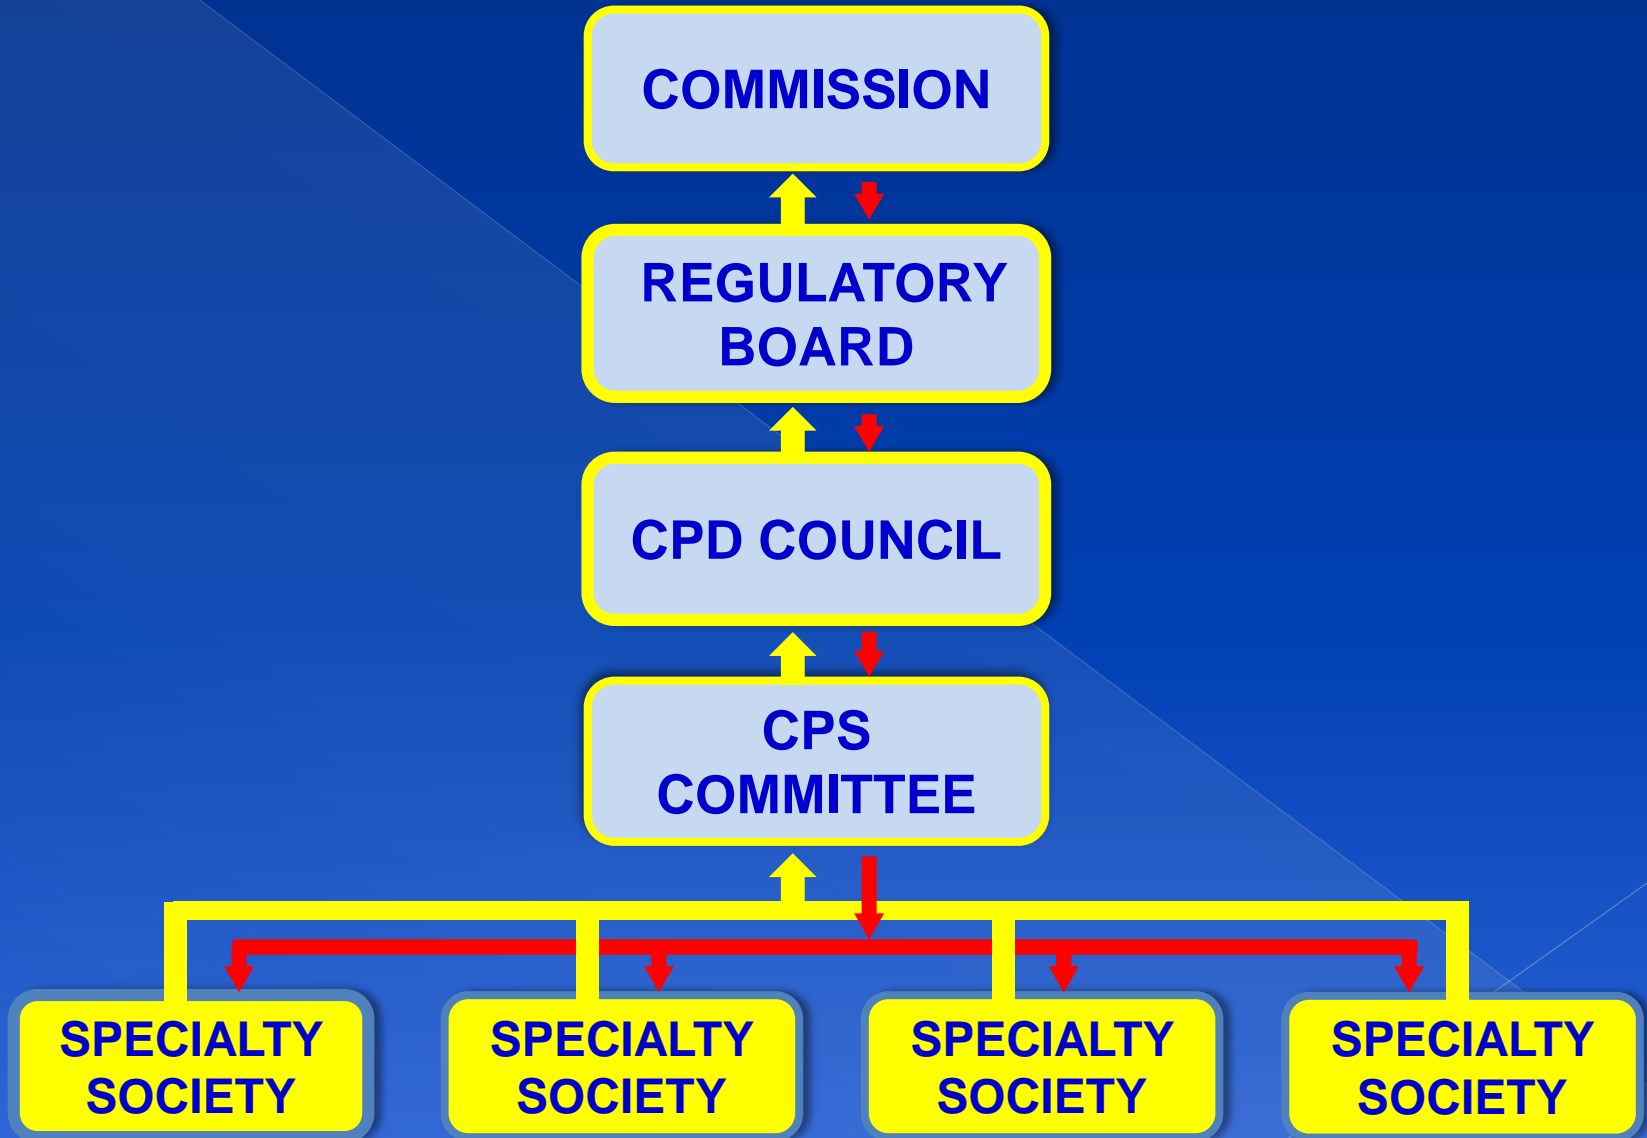 COMMISSION
REGULATORY
BOARD
CPD COUNCIL
CPS
COMMITTEE
SPECIALTY
SOCIETY
SPECIALTY
SOCIETY
SPECIALTY
SOCIETY
SPECIALTY
SOCIETY